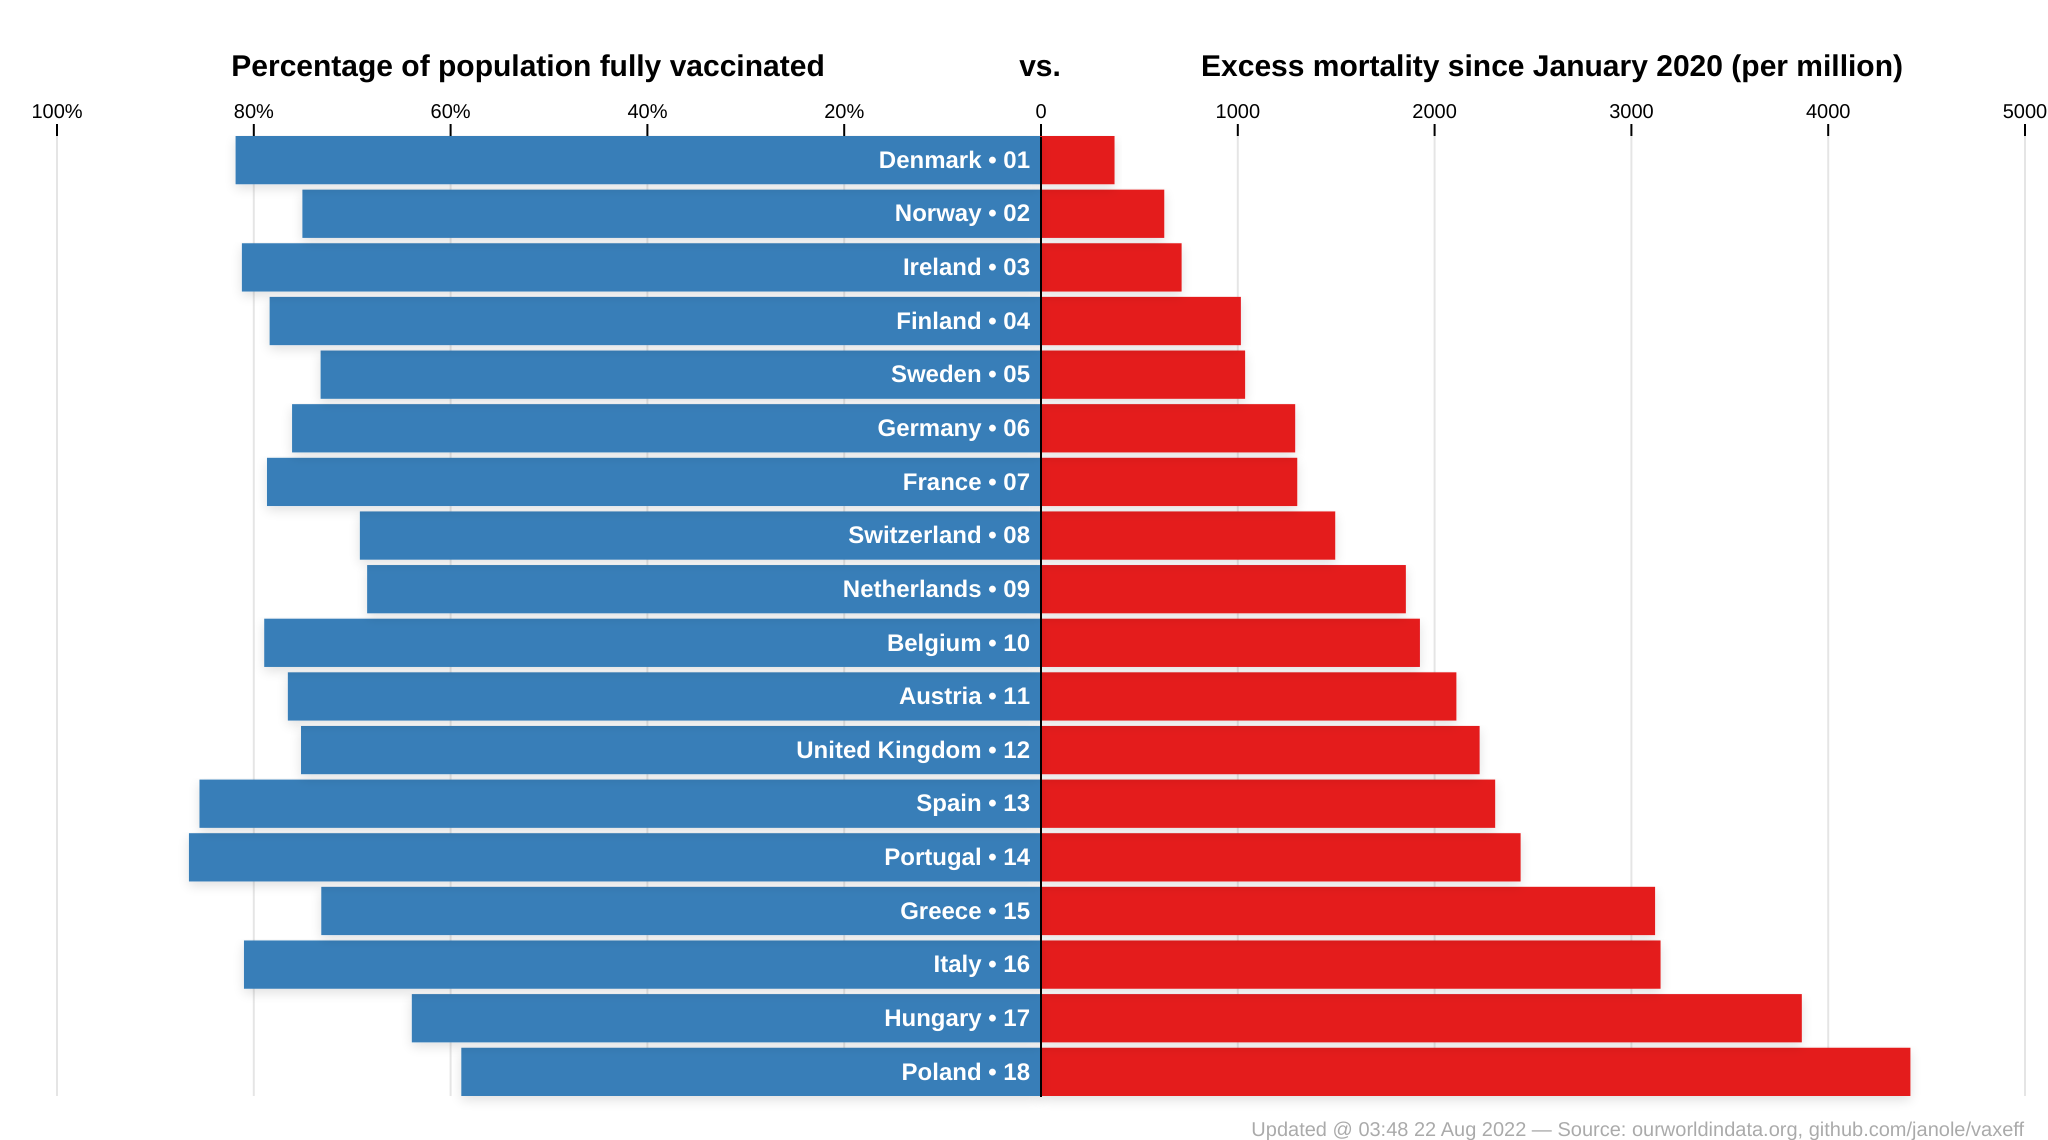 Percentage of population fully vaccinated vs. Excess mortality since January 2020 (per million)
100% 80% 60% 40% 20% 0 1000 2000 3000 4000 5000
Denmark • 01
Norway • 02
Ireland • 03
Finland • 04
Sweden • 05
Germany • 06
France • 07
Switzerland • 08
Netherlands • 09
Belgium • 10
Austria • 11
United Kingdom • 12
Spain • 13
Portugal • 14
Greece • 15
Italy • 16
Hungary • 17
Poland • 18
Updated @ 03:48 22 Aug 2022 — Source: ourworldindata.org, github.com/janole/vaxeff